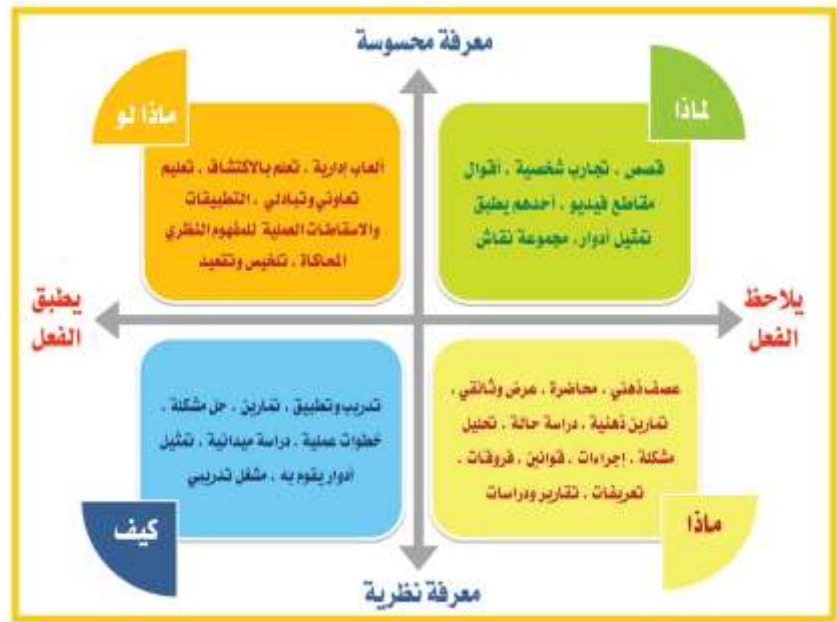 معرفة محسوسة
لماذا
قصص ، تجارب شخصية ، أقوال
مقاطع فيديو ، أحدهم يطبق
تمثيل أدوار، مجموعة نقاش
ماذا لو
ألعاب إدارية ، تعلم بالاكتشاف ، تعليم
تعاوني وتبادلي ، التطبيقات
والاسقاطات العملية للمفهوم النظري
المحاكاة ، تلخيص وتقعيد
يلاحظ
الفعل
يطبق
الفعل
عصف ذهني ، محاضرة ، عرض وثائقي ،
تمارين ذهنية ، دراسة حالة ، تحليل
مشكلة ، إجراءات ، قوانين ، فروقات ،
تعريفات ، تقارير ودراسات
ماذا
تدريب وتطبيق ، تمارين ، حل مشكلة ،
خطوات عملية ، دراسة ميدانية ، تمثيل
أدوار يقوم به ، مشغل تدريبي
كيف
معرفة نظرية